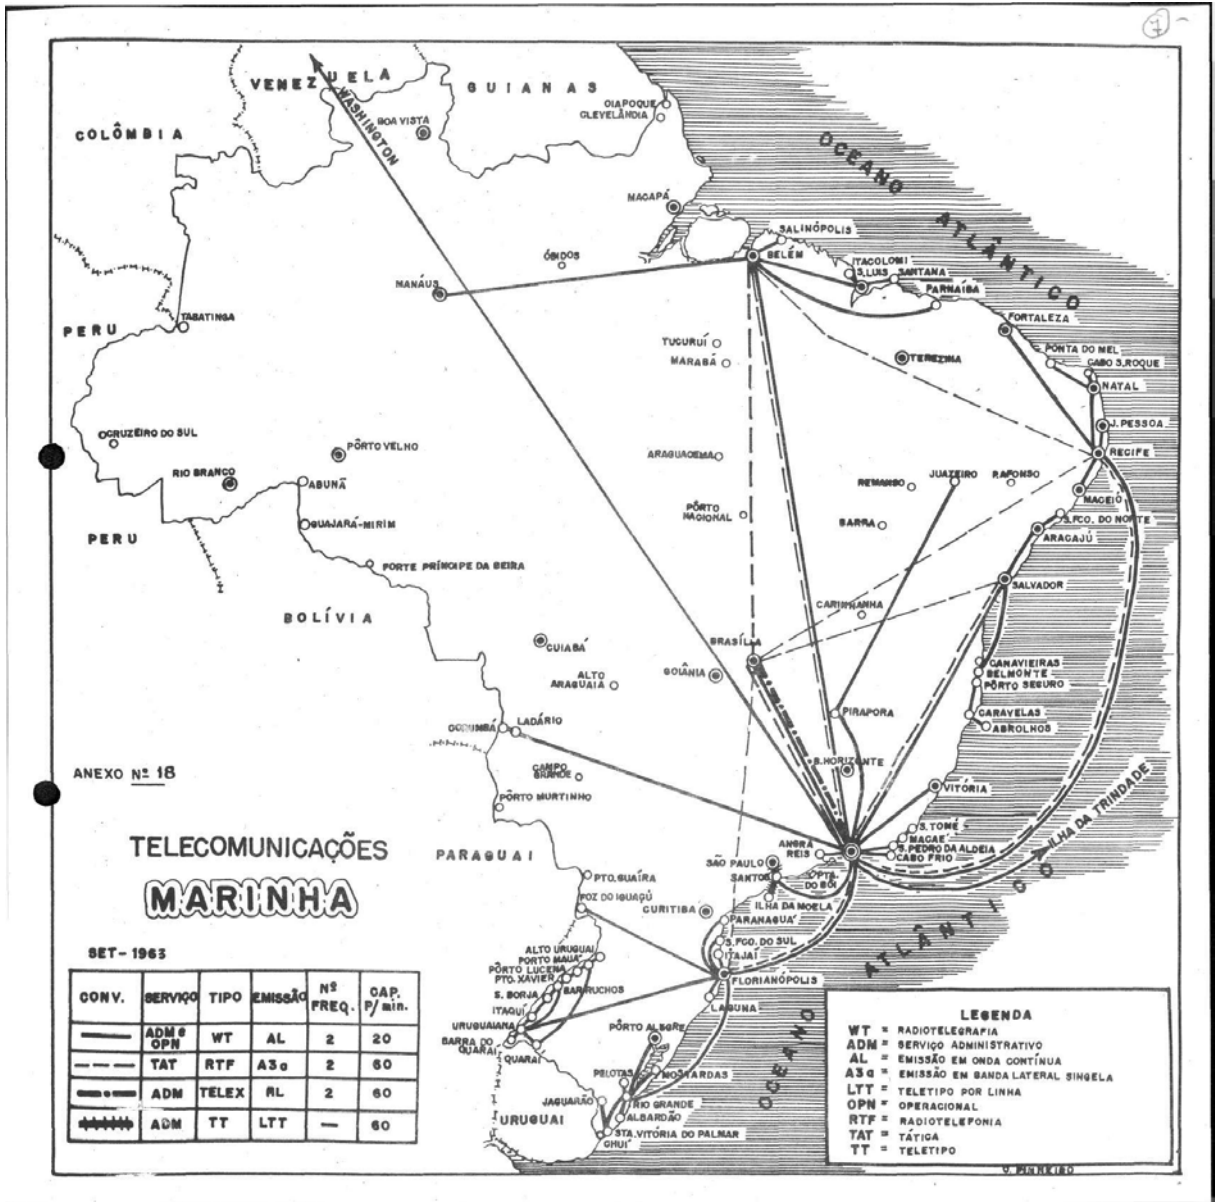 7
VENEZUELA
GUIANAS
COLÔMBIA
WASHINGTON
BOA VISTA
OIAPOQUE
CLEVELÂNDIA
OCEANO ATLÂNTICO
MACAPÁ
SALINÓPOLIS
BELÉM
ÓBIDOS
MANÁUS
ITACOLOMI
S.LUIS
SANTANA
PARNAÍBA
FORTALEZA
PERU
TABATINGA
TUCURUÍ
MARABÁ
TEREZINA
PONTA DO MEL
CABO S. ROQUE
NATAL
J. PESSOA
RECIFE
CRUZEIRO DO SUL
PÔRTO VELHO
RIO BRANCO
ABUNÃ
ARAGUACEMA
REMANSO
JUAZEIRO
P.AFONSO
MACEIÓ
PÔRTO NACIONAL
BARRA
S.FCO. DO NORTE
ARACAJÚ
GUAJARÁ-MIRIM
PERU
FORTE PRÍNCIPE DA BEIRA
SALVADOR
BOLÍVIA
CARINHANHA
CUIABÁ
BRASÍLIA
GOIÂNIA
ALTO ARAGUAIA
CANAVIEIRAS
BELMONTE
PÔRTO SEGURO
CARAVELAS
ABROLHOS
CORUMBÁ
LADÁRIO
PIRAPORA
B. HORIZONTE
VITÓRIA
ILHA DA TRINDADE
ANEXO Nº 18
CAMPO GRANDE
PÔRTO MURTINHO
S. TOMÉ
MACAÉ
S. PEDRO DA ALDEIA
CABO FRIO
ANGRA REIS
SÃO PAULO
SANTOS
PTA. DO BOI
ILHA DA MOELA
TELECOMUNICAÇÕES
MARINHA
PARAGUAI
PTO. GUAÍRA
FOZ DO IGUAÇÚ
CURITIBA
PARANAGUÁ
S. FCO. DO SUL
ITAJAÍ
FLORIANÓPOLIS
LAGUNA
OCEANO ATLÂNTICO
SET-1963
ALTO URUGUAI
PORTO MAUÁ
PÔRTO LUCENA
PTO. XAVIER
GARRUCHOS
S. BORJA
ITAQUÍ
URUGUAIANA
BARRA DO QUARAÍ
QUARAÍ
PÔRTO ALEGRE
PELOTAS
MOSTARDAS
JAGUARÃO
RIO GRANDE
ALBARDÃO
STA. VITÓRIA DO PALMAR
CHUÍ
URUGUAI
CONV. SERVIÇO TIPO EMISSÃO Nº FREQ. CAP. P/min.
ADM e OPN WT AL 2 20
TAT RTF A3a 2 60
ADM TELEX RL 2 60
ADM TT LTT — 60
LEGENDA
WT = RADIOTELEGRAFIA
ADM = SERVIÇO ADMINISTRATIVO
AL = EMISSÃO EM ONDA CONTÍNUA
A3a = EMISSÃO EM BANDA LATERAL SINGELA
LTT = TELETIPO POR LINHA
OPN = OPERACIONAL
RTF = RADIOTELEFONIA
TAT = TÁTICA
TT = TELETIPO